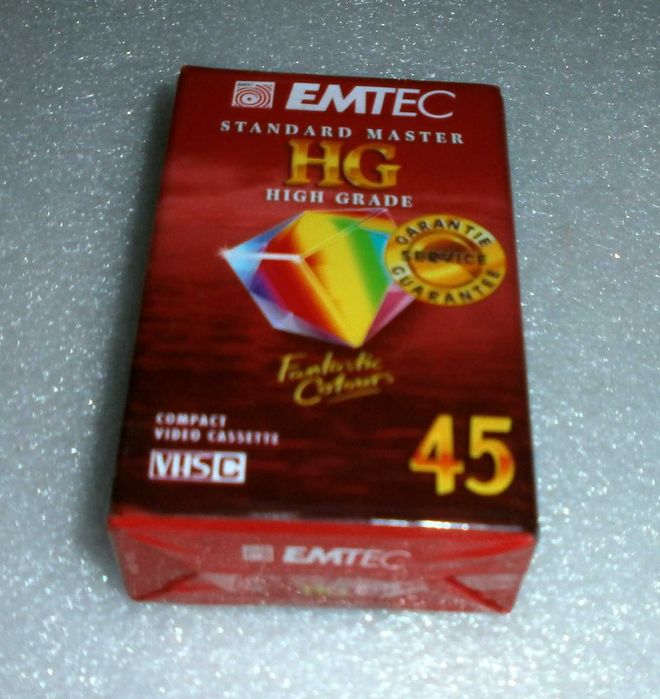 EMTEC
STANDARD MASTER
HG
HIGH GRADE
GARANTIE
SERVICE
GUARANTEE
Fantastic
Colours
COMPACT
VIDEO CASSETTE
VHS C
45
EMTEC